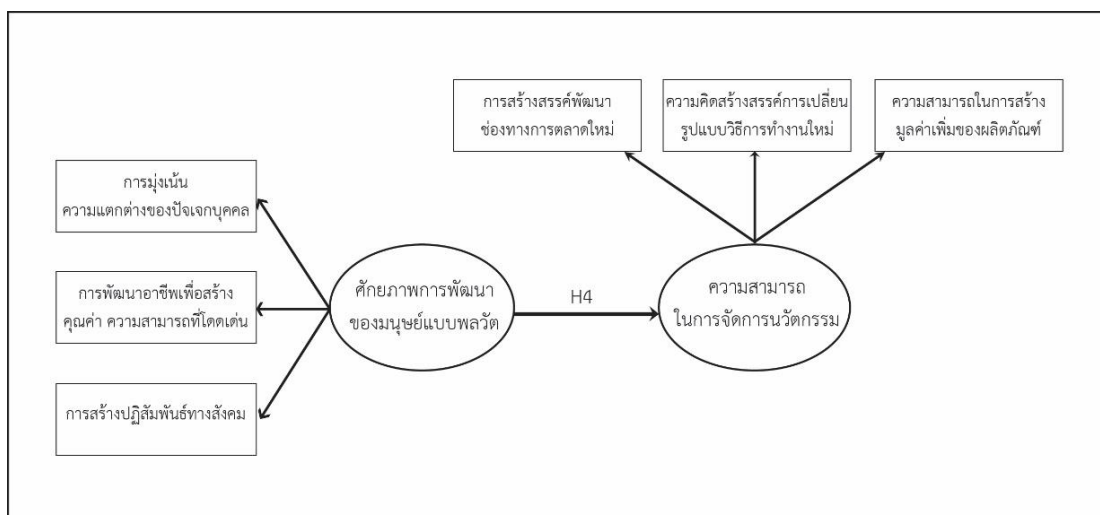 การสร้างสรรค์พัฒนา
ช่องทางการตลาดใหม่
ความคิดสร้างสรรค์การเปลี่ยน
รูปแบบวิธีการทำงานใหม่
ความสามารถในการสร้าง
มูลค่าเพิ่มของผลิตภัณฑ์
การมุ่งเน้น
ความแตกต่างของปัจเจกบุคคล
การพัฒนาอาชีพเพื่อสร้าง
คุณค่า ความสามารถที่โดดเด่น
การสร้างปฏิสัมพันธ์ทางสังคม
ศักยภาพการพัฒนา
ของมนุษย์แบบพลวัต
H4
ความสามารถ
ในการจัดการนวัตกรรม